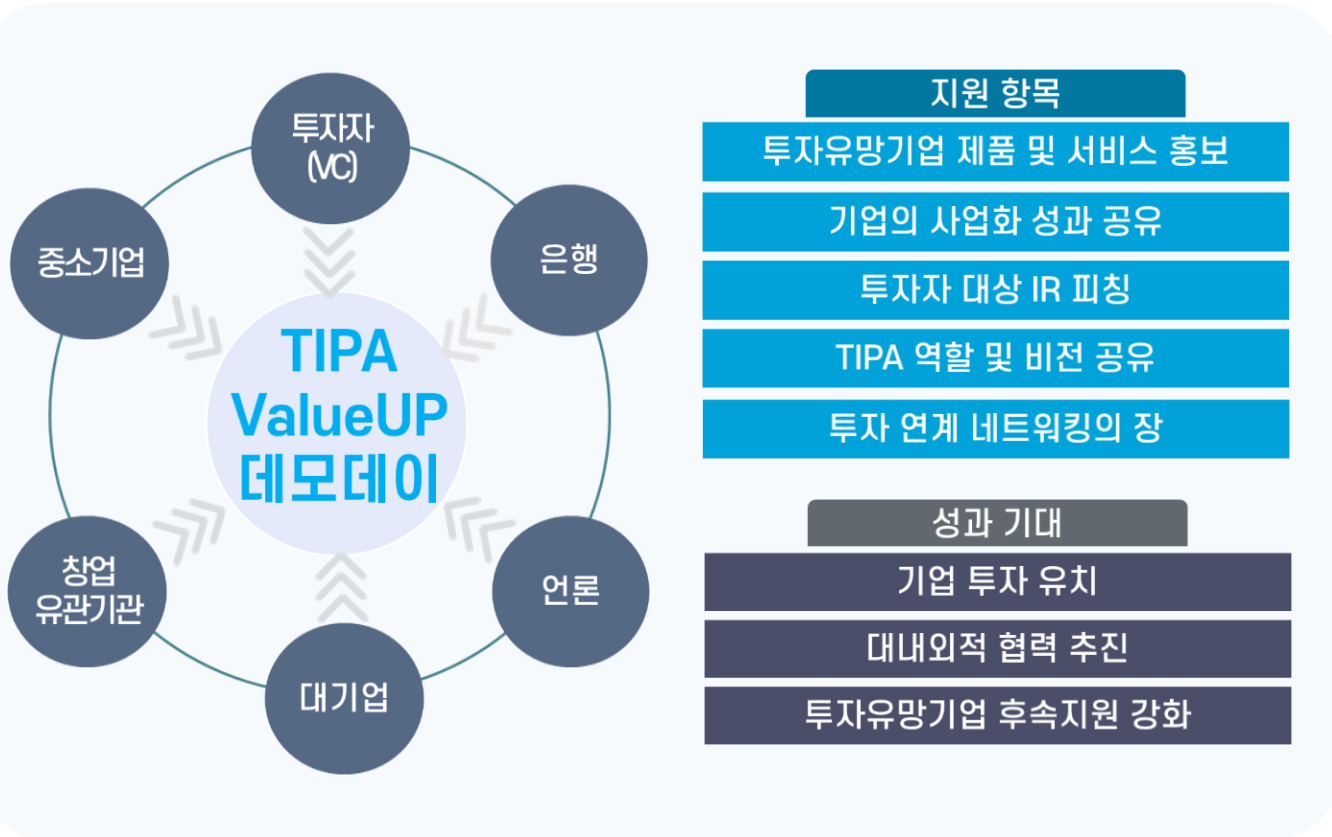 투자자
(VC)
은행
언론
대기업
창업
유관기관
중소기업
TIPA
ValueUP
데모데이
지원 항목
투자유망기업 제품 및 서비스 홍보
기업의 사업화 성과 공유
투자자 대상 IR 피칭
TIPA 역할 및 비전 공유
투자 연계 네트워킹의 장
성과 기대
기업 투자 유치
대내외적 협력 추진
투자유망기업 후속지원 강화